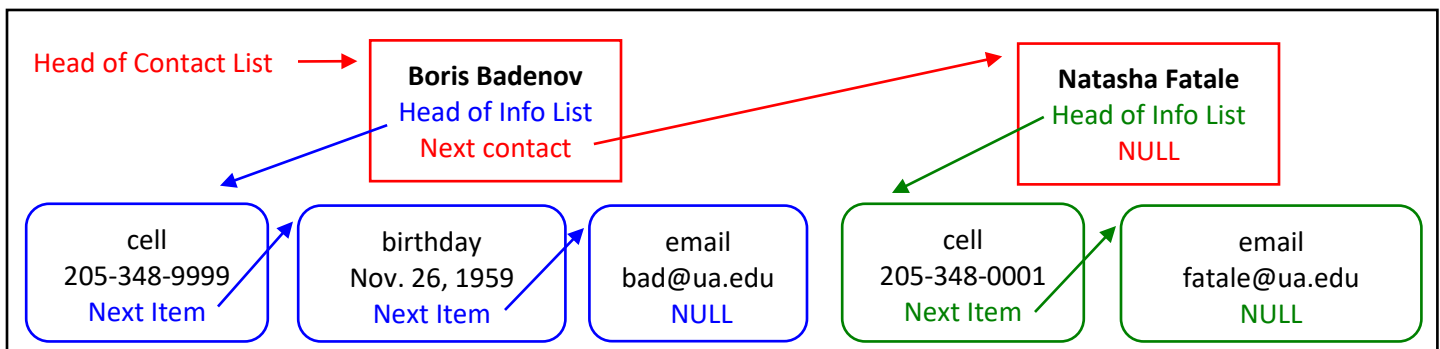 Head of Contact List
Boris Badenov
Head of Info List
Next contact
Natasha Fatale
Head of Info List
NULL
cell
205-348-9999
Next Item
birthday
Nov. 26, 1959
Next Item
email
bad@ua.edu
NULL
cell
205-348-0001
Next Item
email
fatale@ua.edu
NULL